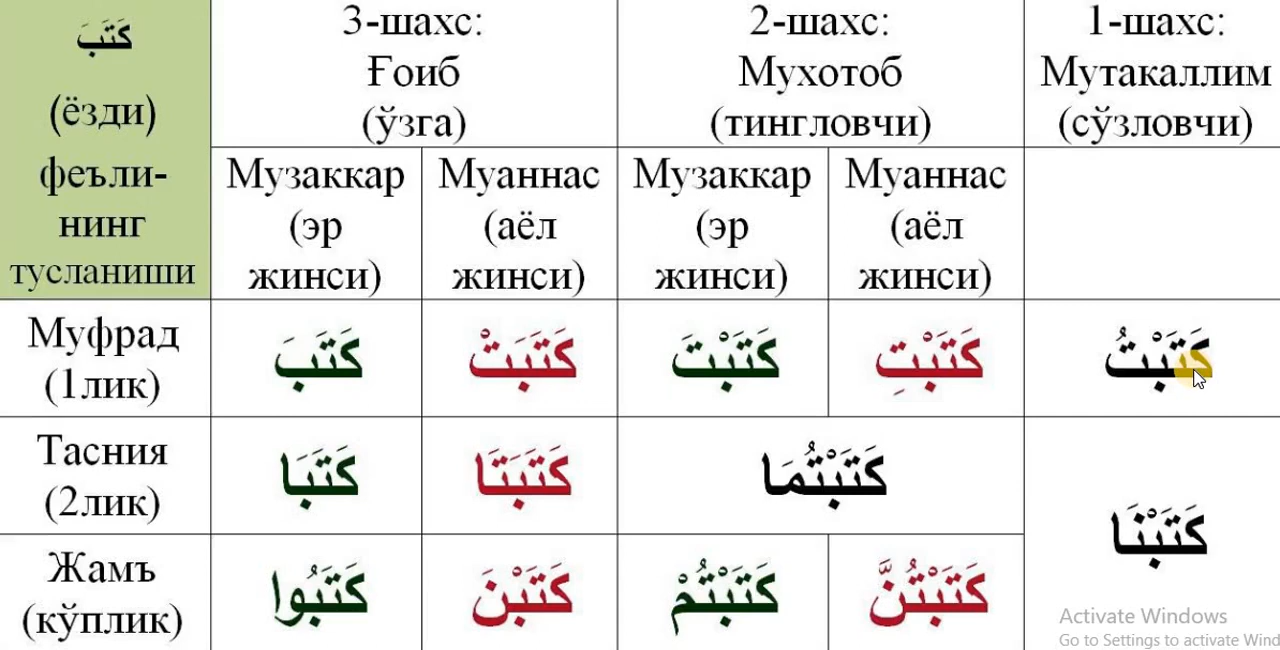 كَتَبَ
(ёзди)
феъли-
нинг
тусланиши
3-шахс:
Ғоиб
(ўзга)
2-шахс:
Мухотоб
(тингловчи)
1-шахс:
Мутакаллим
(сўзловчи)
Музаккар
(эр
жинси)
Муаннас
(аёл
жинси)
Музаккар
(эр
жинси)
Муаннас
(аёл
жинси)
Муфрад
(1лик)
كَتَبَ
كَتَبَتْ
كَتَبْتَ
كَتَبْتِ
كَتَبْتُ
Тасния
(2лик)
كَتَبَا
كَتَبَتَا
كَتَبْتُمَا
كَتَبْنَا
Жамъ
(кўплик)
كَتَبُوا
كَتَبْنَ
كَتَبْتُمْ
كَتَبْتُنَّ
Activate Windows
Go to Settings to activate Wind